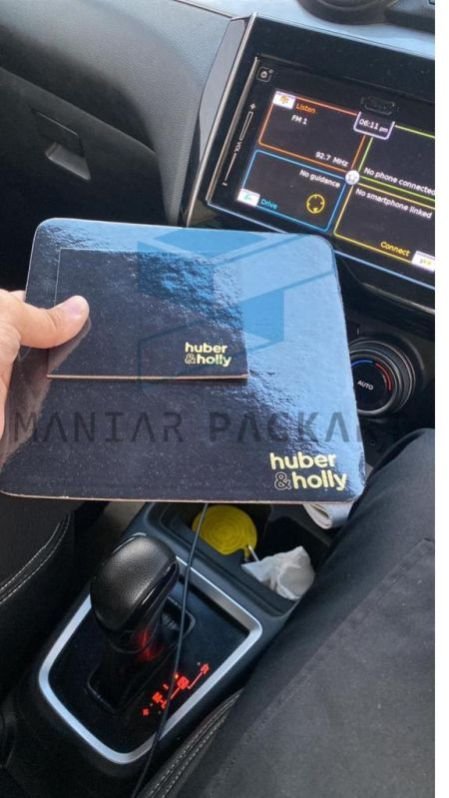 Listen
FM 1
06:11 pm
92.7 MHz
No phone connected
No guidance
No smartphone linked
Drive
Connect
VOL
huber
&holly
AUTO
MANIAR PACKA
huber
&holly